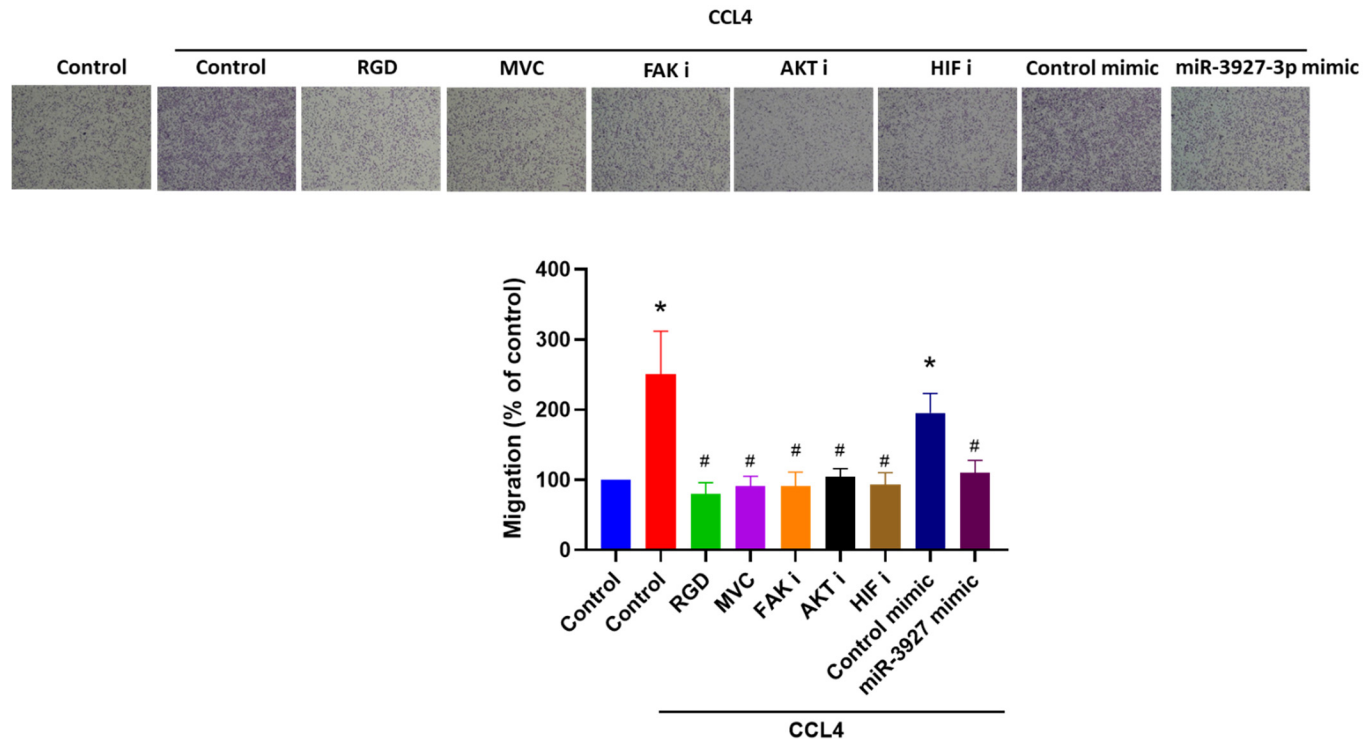 CCL4
Control Control RGD MVC FAK i AKT i HIF i Control mimic miR-3927-3p mimic
Migration (% of control)
400
300
200
100
0
*
# # # # #
*
#
Control
Control
RGD
MVC
FAK i
AKT i
HIF i
Control mimic
miR-3927 mimic
CCL4